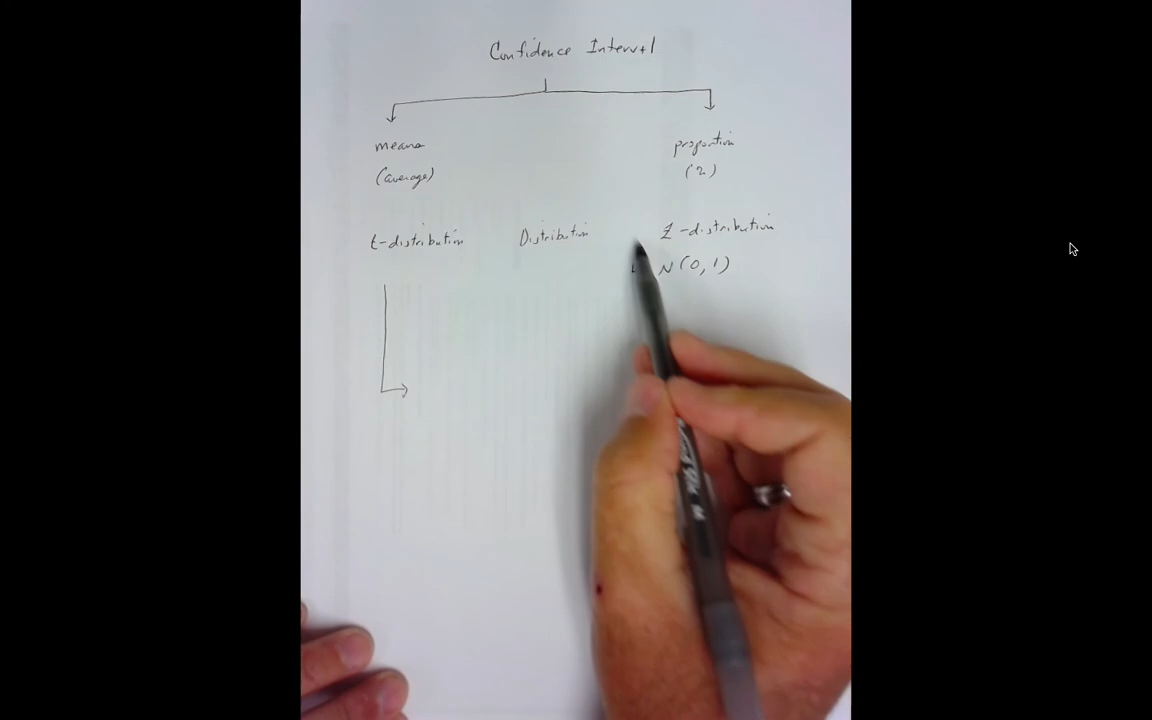 Confidence Interval
means
proportion
(average)
(%)
t-distribution Distribution Z-distribution
N(0,1)